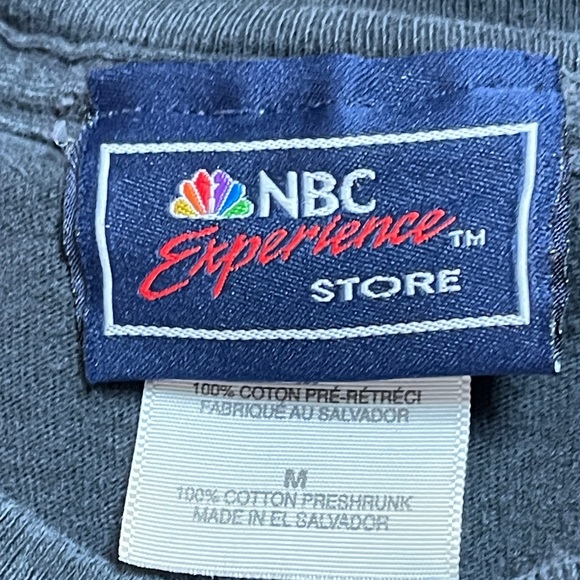 NBC
Experience™
STORE
100% COTON PRÉ-RÉTRÉCI
FABRIQUÉ AU SALVADOR
M
100% COTTON PRESHRUNK
MADE IN EL SALVADOR